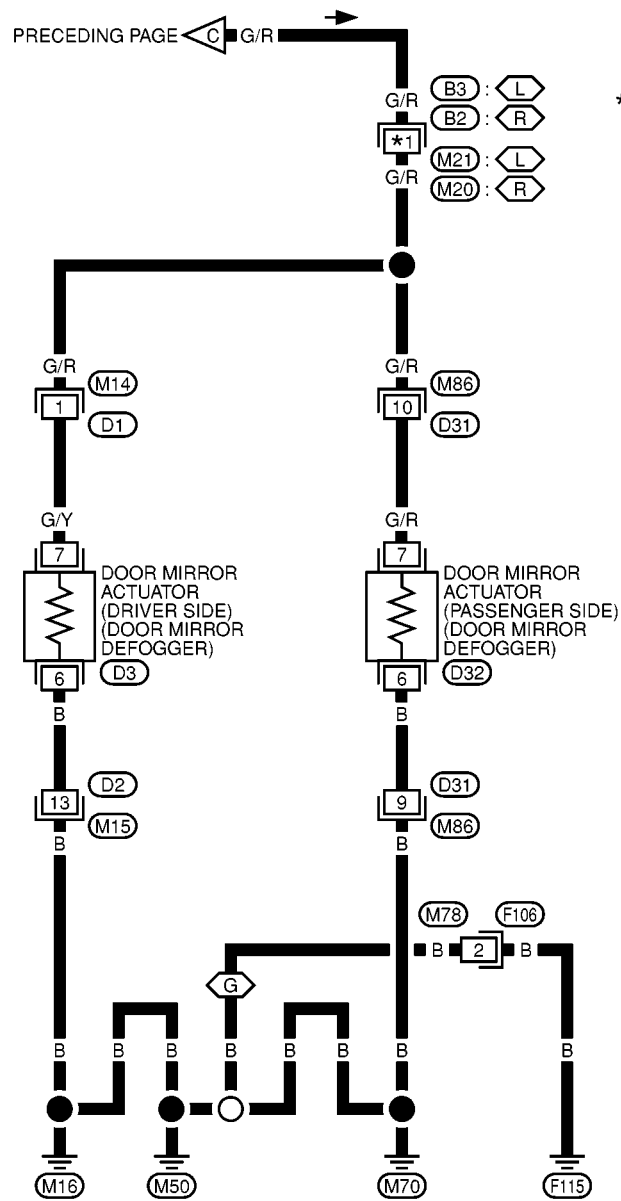 PRECEDING PAGE C G/R
G/R
B3 : L
B2 : R
*
*1
M21 : L
M20 : R
G/R
G/R
G/R
M14
M86
1
10
D1
D31
G/Y
G/R
7
7
DOOR MIRROR
ACTUATOR
(DRIVER SIDE)
(DOOR MIRROR
DEFOGGER)
DOOR MIRROR
ACTUATOR
(PASSENGER SIDE)
(DOOR MIRROR
DEFOGGER)
6
D3
6
D32
B
B
D2
D31
13
9
M15
M86
B
B
M78
F106
B
2
B
G
B
B
B
B
B
B
B
M16
M50
M70
F115